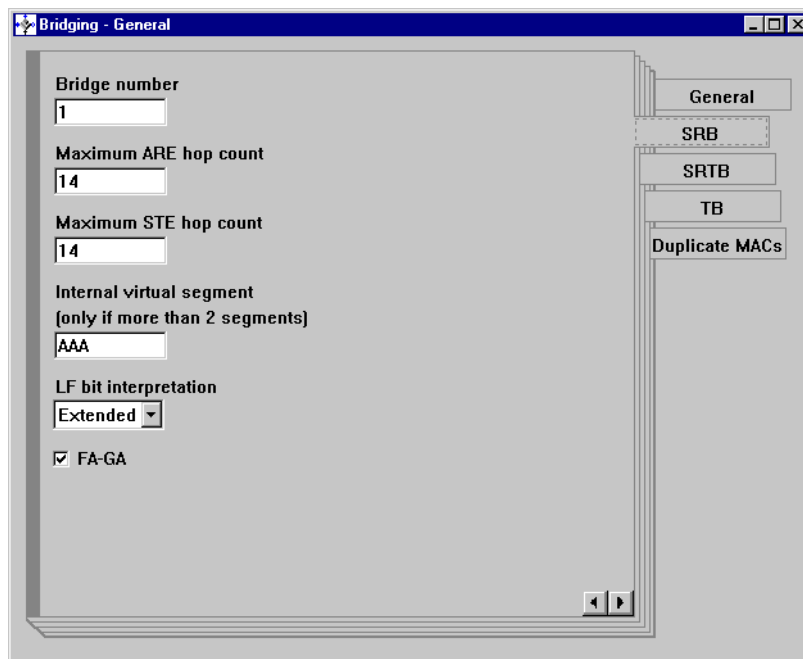 Bridging - General
Bridge number
1
Maximum ARE hop count
14
Maximum STE hop count
14
Internal virtual segment
(only if more than 2 segments)
AAA
LF bit interpretation
Extended
FA-GA
General
SRB
SRTB
TB
Duplicate MACs